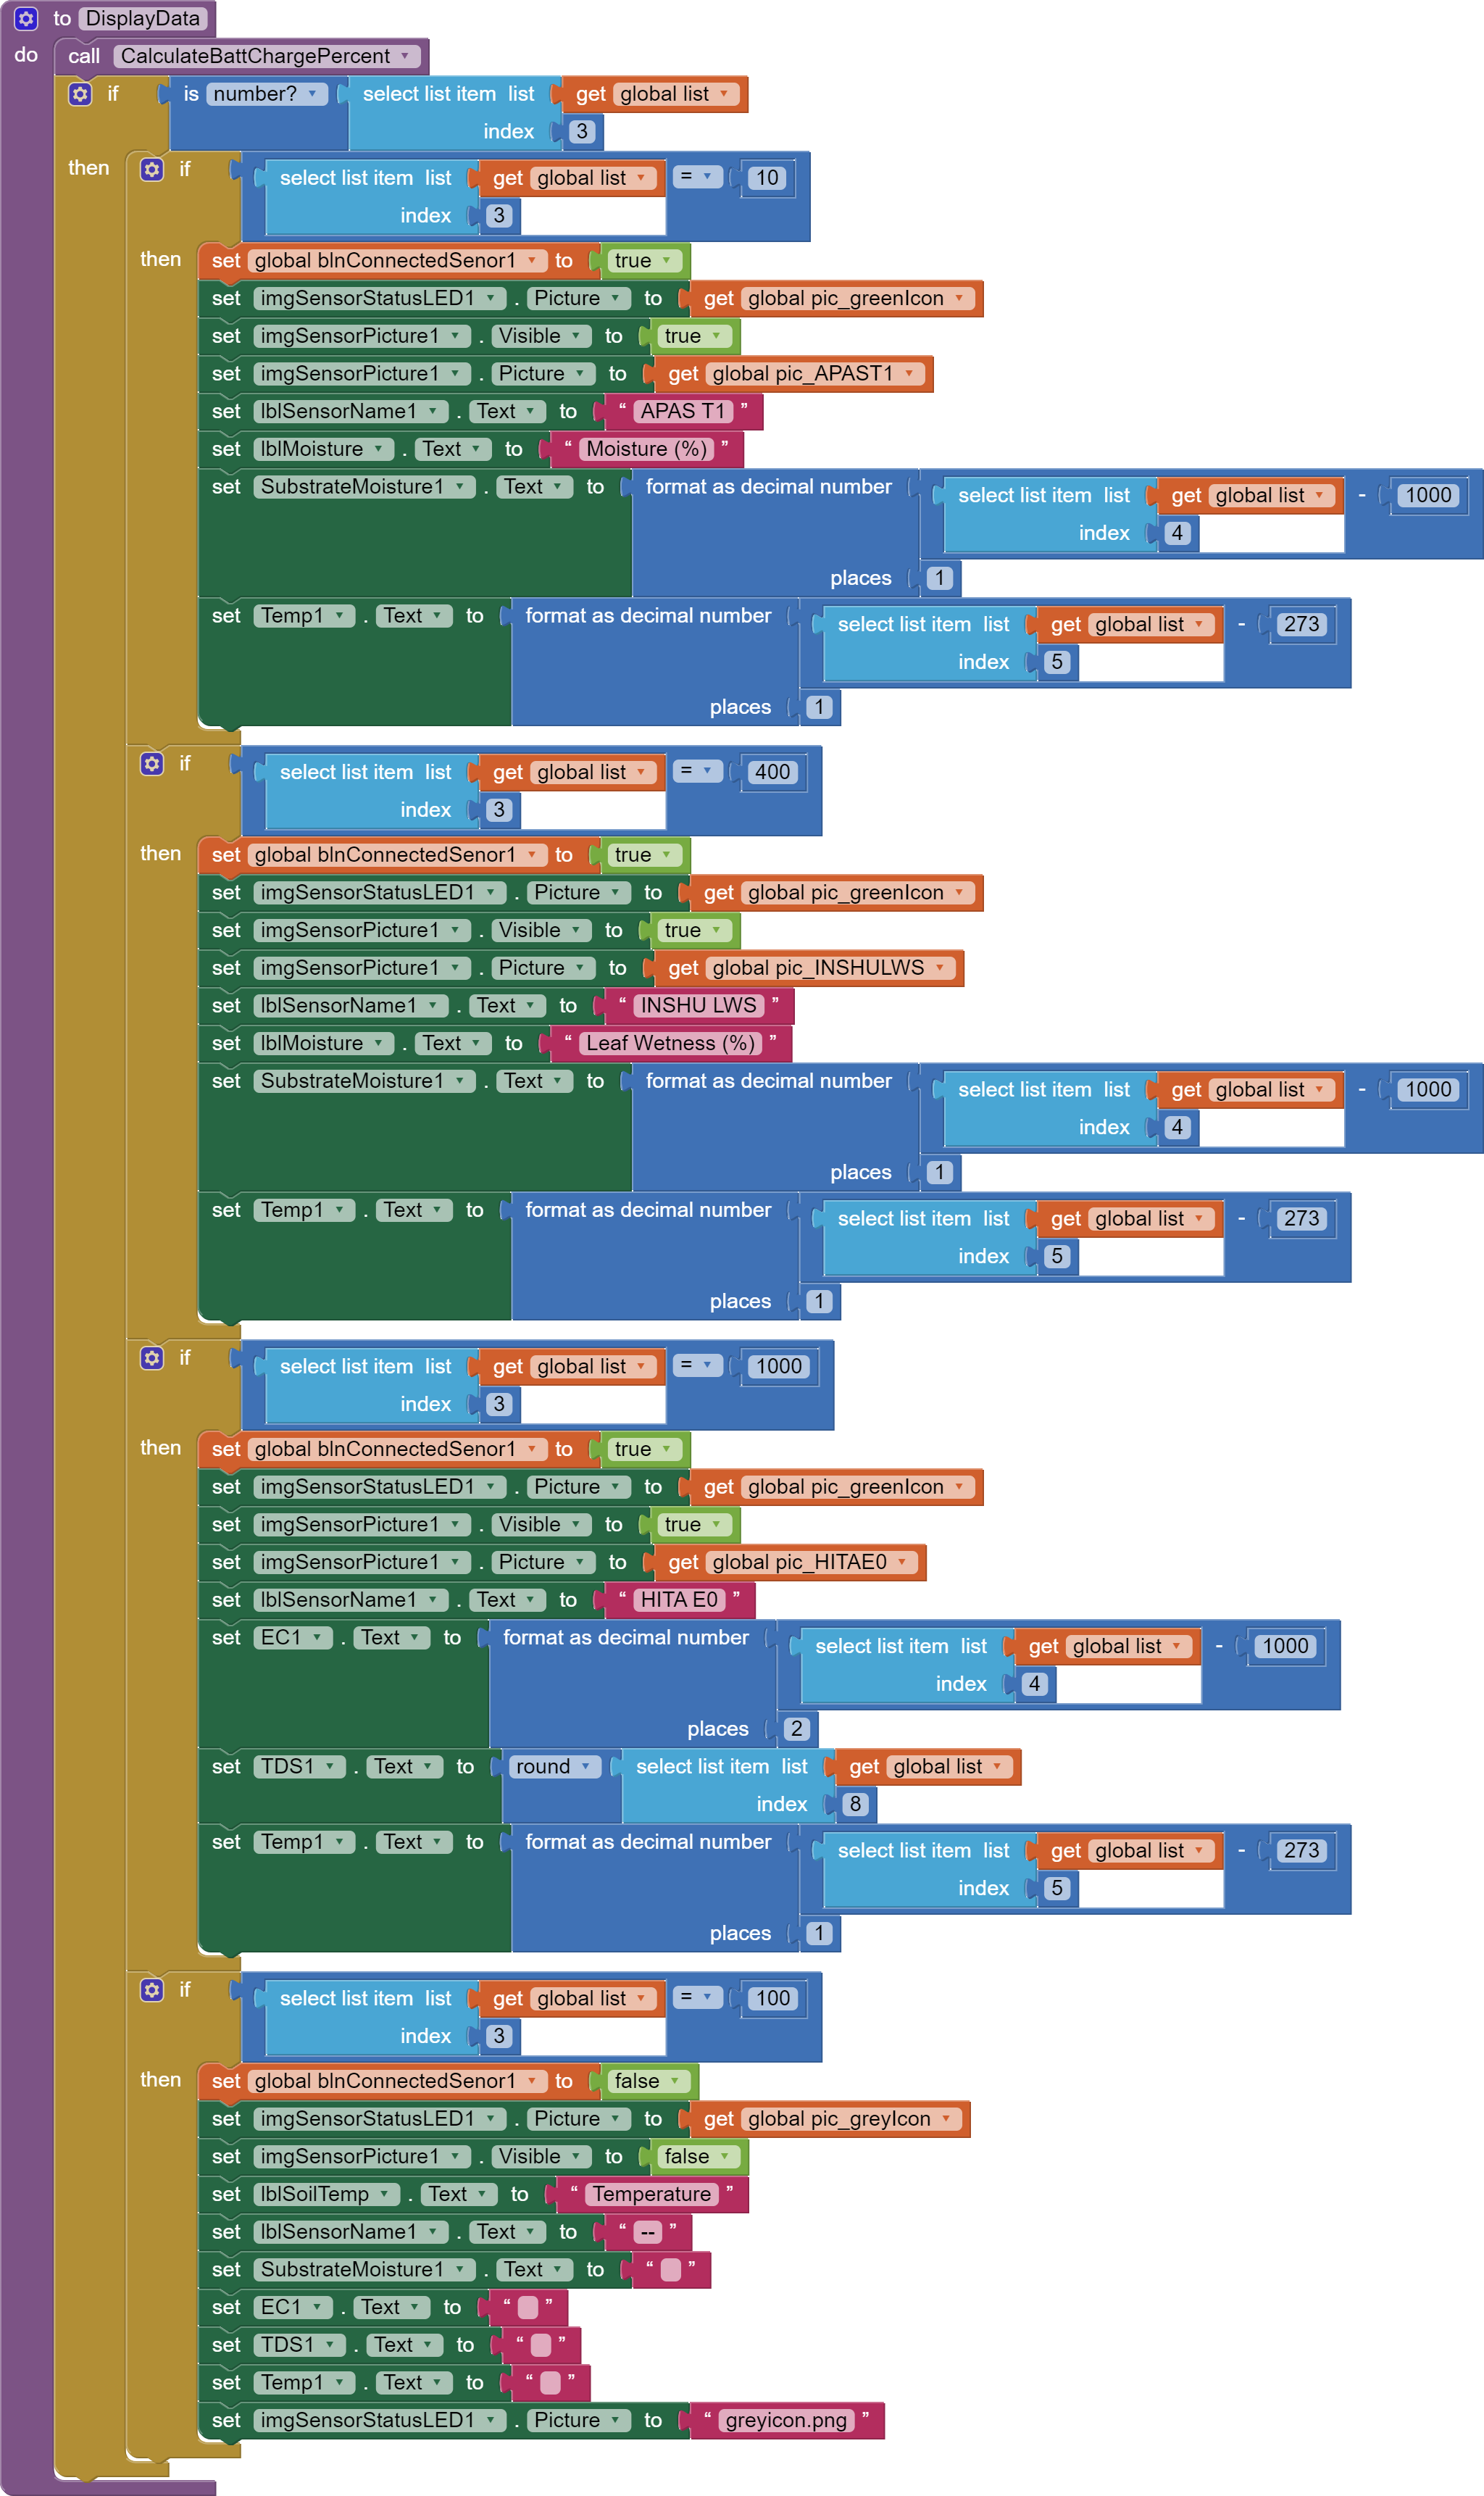 to DisplayData
do call CalculateBattChargePercent
if is number? select list item list get global list
index 3
then if select list item list get global list = 10
index 3
then set global blnConnectedSenor1 to true
set imgSensorStatusLED1 . Picture to get global pic_greenIcon
set imgSensorPicture1 . Visible to true
set imgSensorPicture1 . Picture to get global pic_APAST1
set lblSensorName1 . Text to “ APAS T1 ”
set lblMoisture . Text to “ Moisture (%) ”
set SubstrateMoisture1 . Text to format as decimal number select list item list get global list - 1000
index 4
places 1
set Temp1 . Text to format as decimal number select list item list get global list - 273
index 5
places 1
if select list item list get global list = 400
index 3
then set global blnConnectedSenor1 to true
set imgSensorStatusLED1 . Picture to get global pic_greenIcon
set imgSensorPicture1 . Visible to true
set imgSensorPicture1 . Picture to get global pic_INSHULWS
set lblSensorName1 . Text to “ INSHU LWS ”
set lblMoisture . Text to “ Leaf Wetness (%) ”
set SubstrateMoisture1 . Text to format as decimal number select list item list get global list - 1000
index 4
places 1
set Temp1 . Text to format as decimal number select list item list get global list - 273
index 5
places 1
if select list item list get global list = 1000
index 3
then set global blnConnectedSenor1 to true
set imgSensorStatusLED1 . Picture to get global pic_greenIcon
set imgSensorPicture1 . Visible to true
set imgSensorPicture1 . Picture to get global pic_HITAE0
set lblSensorName1 . Text to “ HITA E0 ”
set EC1 . Text to format as decimal number select list item list get global list - 1000
index 4
places 2
set TDS1 . Text to round select list item list get global list
index 8
set Temp1 . Text to format as decimal number select list item list get global list - 273
index 5
places 1
if select list item list get global list = 100
index 3
then set global blnConnectedSenor1 to false
set imgSensorStatusLED1 . Picture to get global pic_greyIcon
set imgSensorPicture1 . Visible to false
set lblSoilTemp . Text to “ Temperature ”
set lblSensorName1 . Text to “ -- ”
set SubstrateMoisture1 . Text to “ ”
set EC1 . Text to “ ”
set TDS1 . Text to “ ”
set Temp1 . Text to “ ”
set imgSensorStatusLED1 . Picture to “ greyicon.png ”